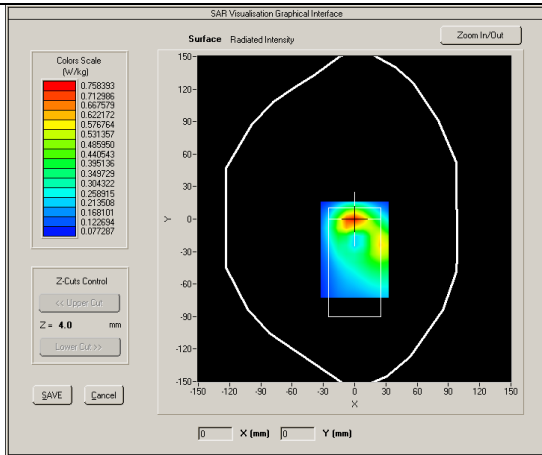 SAR Visualisation Graphical Interface
Surface Radiated Intensity
Zoom In/Out
Colors Scale
(W/kg)
0.758393
0.712986
0.667579
0.622172
0.576764
0.531357
0.485950
0.440543
0.395136
0.349729
0.304322
0.258915
0.213508
0.168101
0.122694
0.077287
150
120
90
60
30
0
-30
-60
-90
-120
-150
Y
-150 -120 -90 -60 -30 0 30 60 90 120 150
X
Z-Cuts Control
<< Upper Cut
Z = 4.0 mm
Lower Cut >>
SAVE Cancel
0 X (mm) 0 Y (mm)